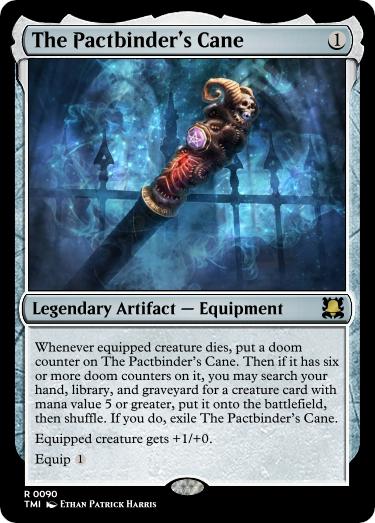 The Pactbinder's Cane 1
Legendary Artifact — Equipment
Whenever equipped creature dies, put a doom
counter on The Pactbinder's Cane. Then if it has six
or more doom counters on it, you may search your
hand, library, and graveyard for a creature card with
mana value 5 or greater, put it onto the battlefield,
then shuffle. If you do, exile The Pactbinder's Cane.
Equipped creature gets +1/+0.
Equip 1
R 0090
TMI Ethan Patrick Harris